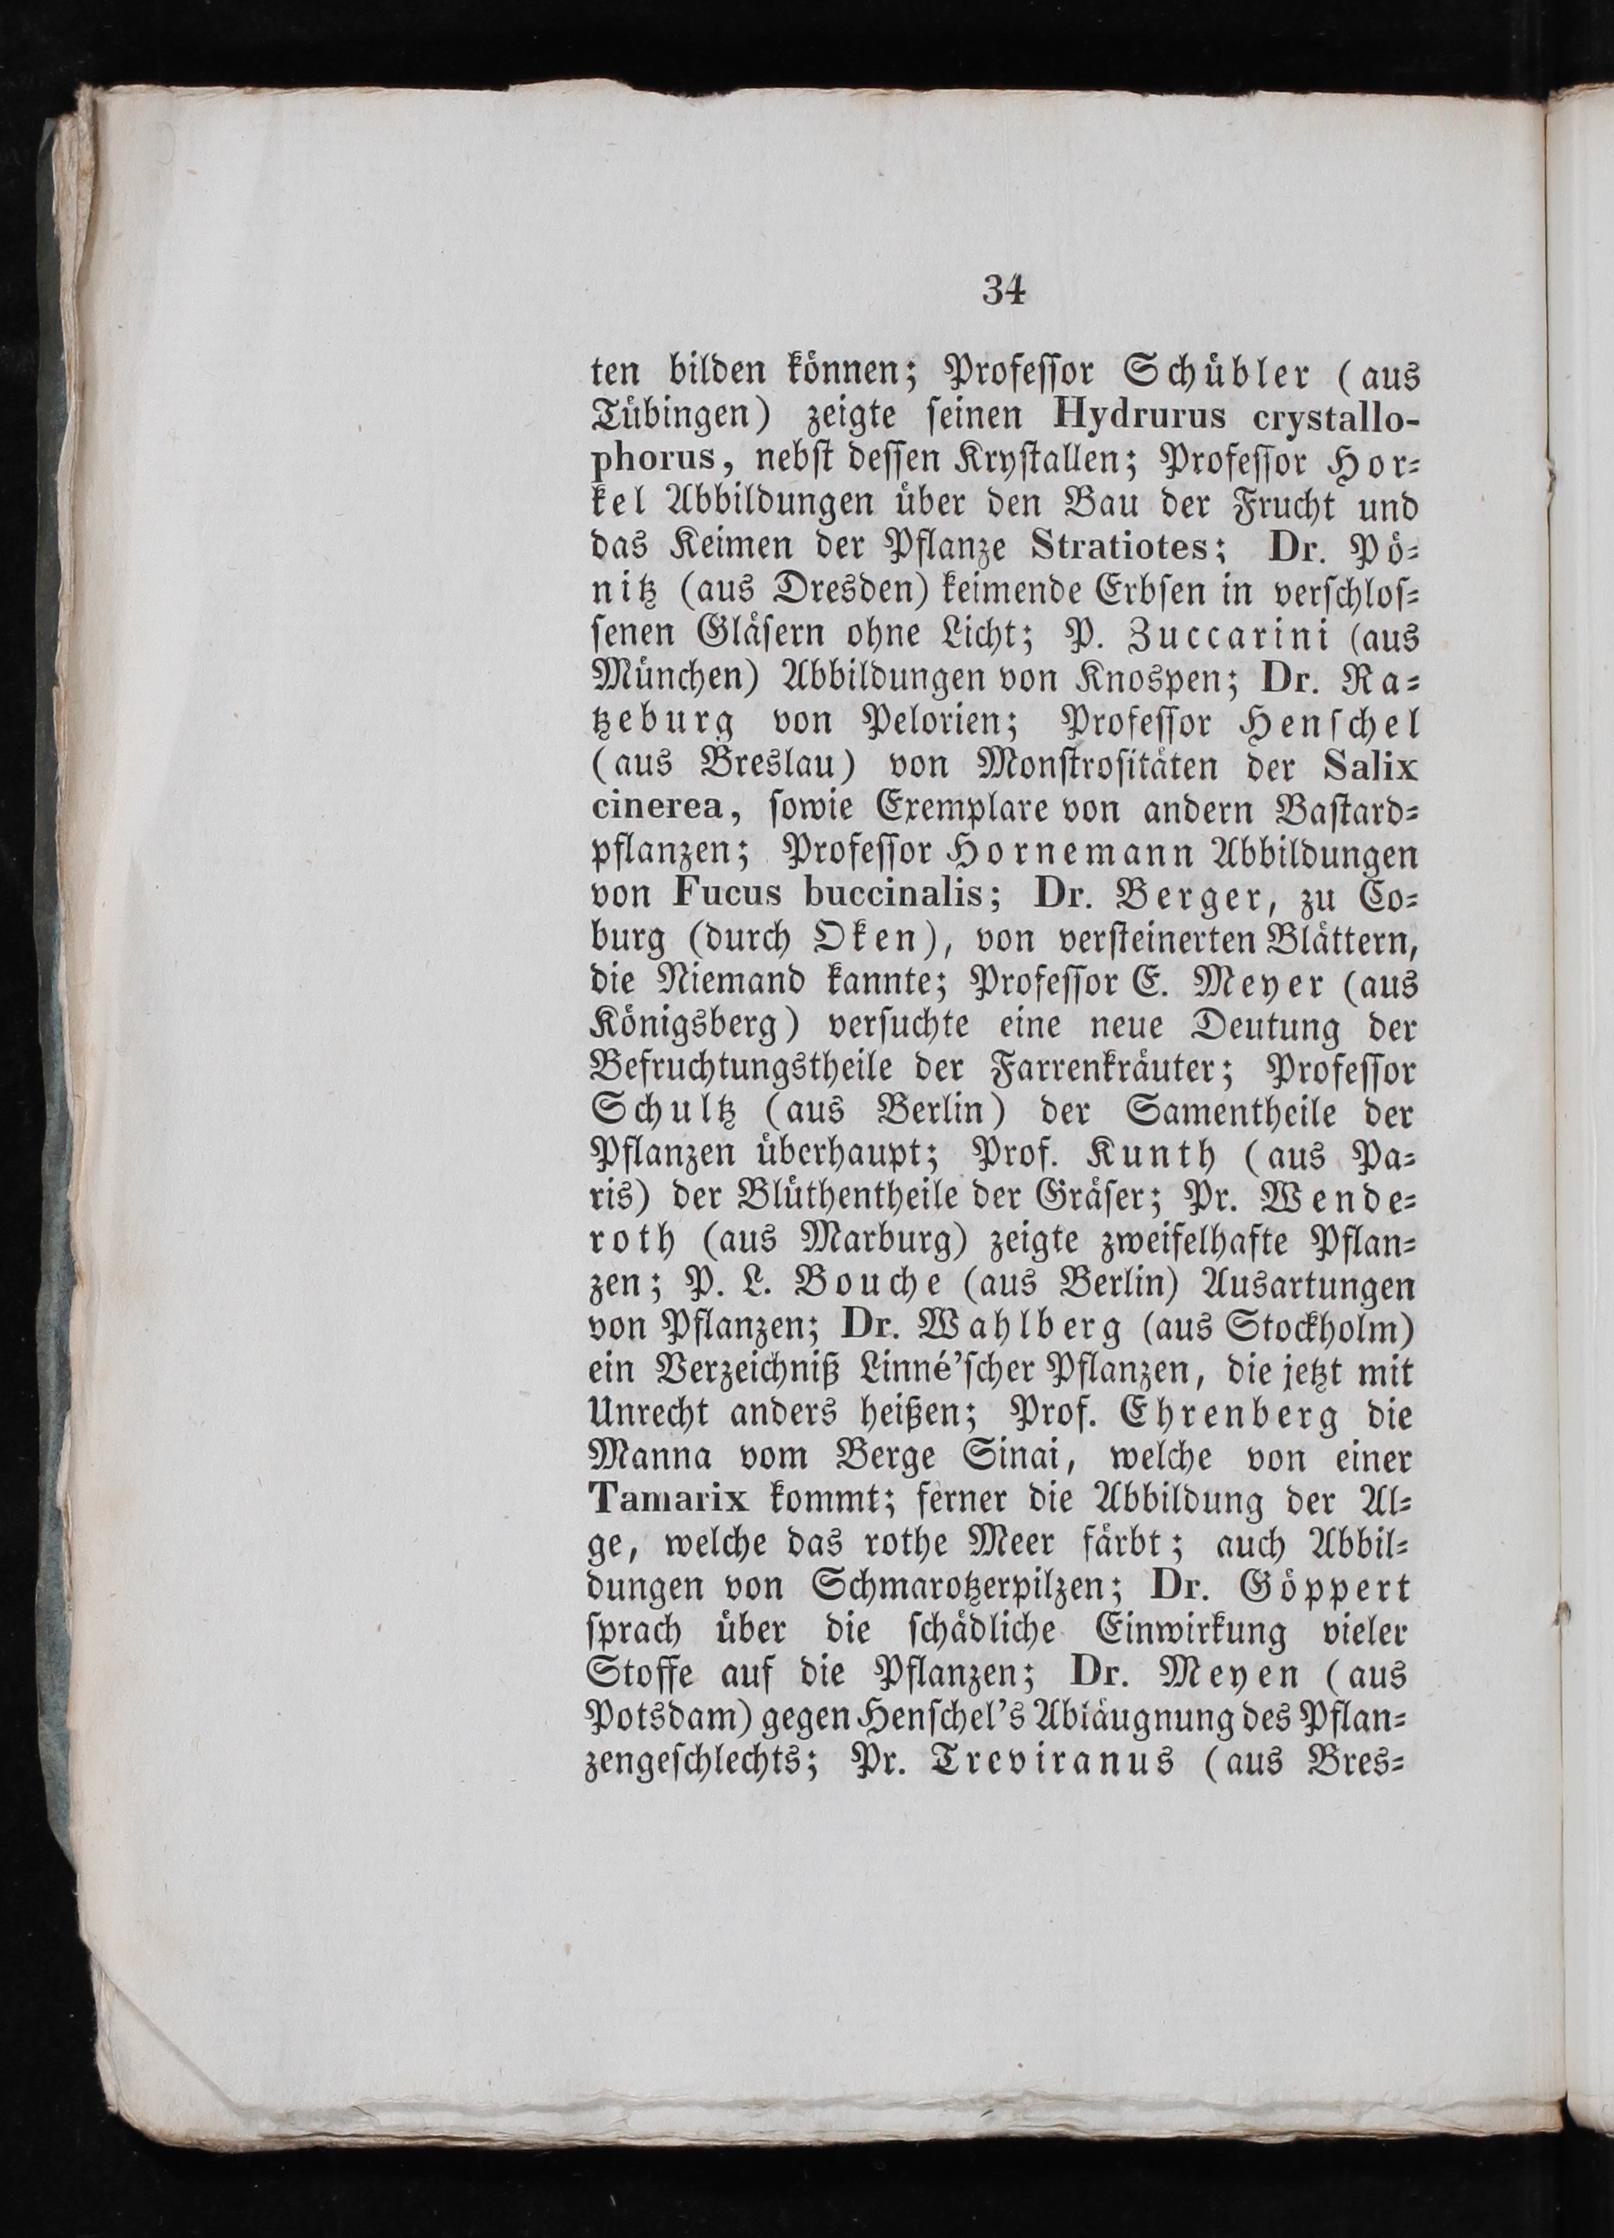 34
ten bilden können; Professor Schübler (aus
Tübingen) zeigte seinen Hydrurus crystallo-
phorus, nebst dessen Krystallen; Professor Hor-
kel Abbildungen über den Bau der Frucht und
das Keimen der Pflanze Stratiotes; Dr. Pö-
nitz (aus Dresden) keimende Erbsen in verschlos-
senen Gläsern ohne Licht; P. Zuccarini (aus
München) Abbildungen von Knospen; Dr. Ra-
tzeburg von Pelorien; Professor Henschel
(aus Breslau) von Monstrositäten der Salix
cinerea, sowie Exemplare von andern Bastard-
pflanzen; Professor Hornemann Abbildungen
von Fucus buccinalis; Dr. Berger, zu Co-
burg (durch Oken), von versteinerten Blättern,
die Niemand kannte; Professor E. Meyer (aus
Königsberg) versuchte eine neue Deutung der
Befruchtungstheile der Farrenkräuter; Professor
Schultz (aus Berlin) der Samentheile der
Pflanzen überhaupt; Prof. Kunth (aus Pa-
ris) der Blüthentheile der Gräser; Pr. Wende-
roth (aus Marburg) zeigte zweifelhafte Pflan-
zen; P. L. Bouche (aus Berlin) Ausartungen
von Pflanzen; Dr. Wahlberg (aus Stockholm)
ein Verzeichniß Linné'scher Pflanzen, die jetzt mit
Unrecht anders heißen; Prof. Ehrenberg die
Manna vom Berge Sinai, welche von einer
Tamarix kommt; ferner die Abbildung der Al-
ge, welche das rothe Meer färbt; auch Abbil-
dungen von Schmarotzerpilzen; Dr. Göppert
sprach über die schädliche Einwirkung vieler
Stoffe auf die Pflanzen; Dr. Meyen (aus
Potsdam) gegen Henschel's Abläugnung des Pflan-
zengeschlechts; Pr. Treviranus (aus Bres-